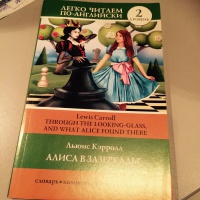 ЛЕГКО ЧИТАЕМ
ПО-АНГЛИЙСКИ
2
Lewis Carroll
THROUGH THE LOOKING-GLASS,
AND WHAT ALICE FOUND THERE
Льюис Кэрролл
АЛИСА В ЗАЗЕРКАЛЬЕ
словарь